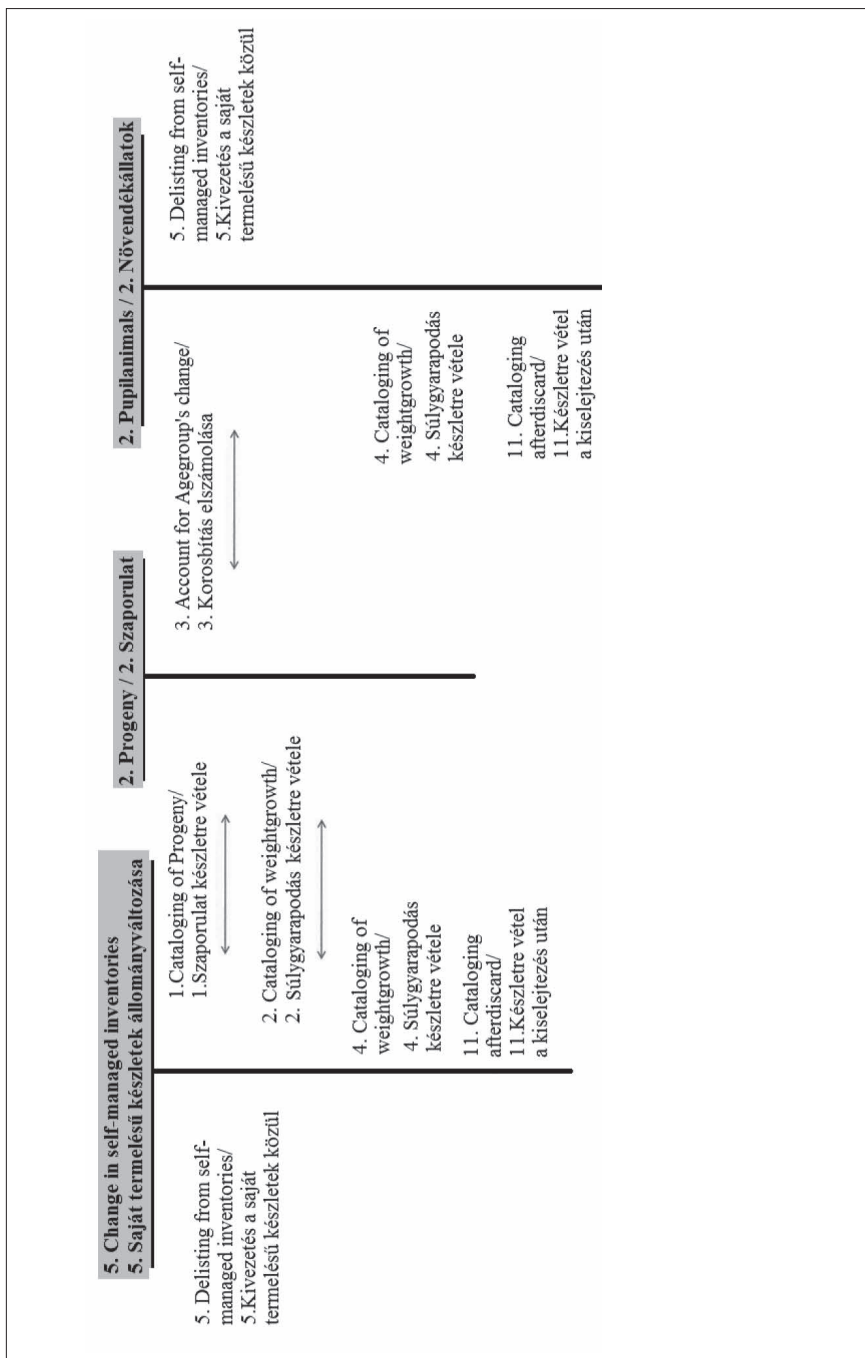 5. Change in self-managed inventories
5. Saját termelésű készletek állományváltozása
5. Delisting from self-
managed inventories/
5.Kivezetés a saját
termelésű készletek közül
1.Cataloging of Progeny/
1.Szaporulat készletre vétele
2. Cataloging of weightgrowth/
2. Súlygyarapodás készletre vétele
4. Cataloging of
weightgrowth/
4. Súlygyarapodás
készletre vétele
11. Cataloging
afterdiscard/
11.Készletre vétel
a kiselejtezés után
2. Progeny / 2. Szaporulat
3. Account for Agegroup's change/
3. Korosbítás elszámolása
2. Pupilanimals / 2. Növendékállatok
4. Cataloging of
weightgrowth/
4. Súlygyarapodás
készletre vétele
11. Cataloging
afterdiscard/
11.Készletre vétel
a kiselejtezés után
5. Delisting from self-
managed inventories/
5.Kivezetés a saját
termelésű készletek közül